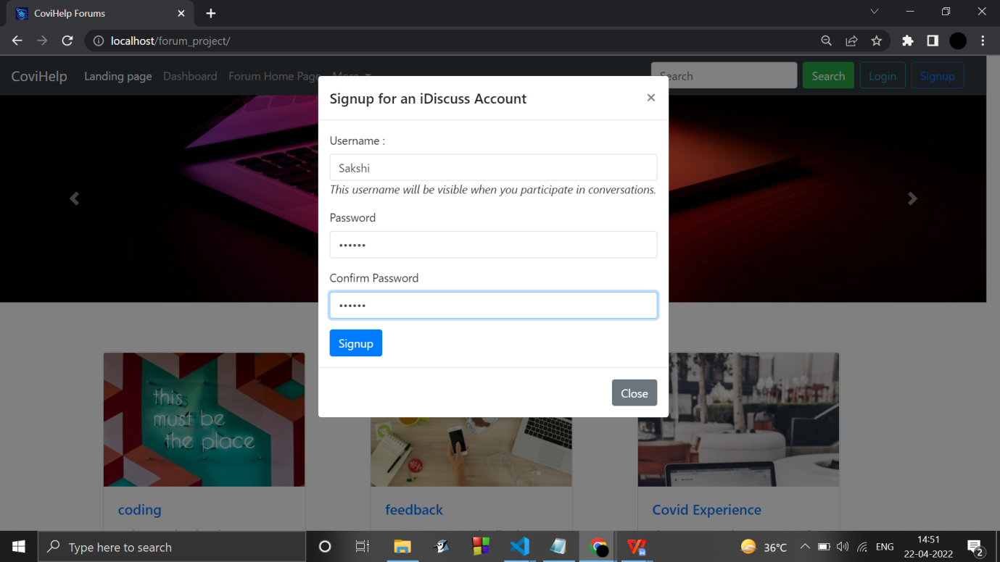 CoviHelp Forums
localhost/forum_project/
CoviHelp Landing page Dashboard Forum Home Page More Search Search Login Signup
Signup for an iDiscuss Account ×
Username :
Sakshi
This username will be visible when you participate in conversations.
Password
••••••
Confirm Password
••••••
Signup
Close
this
must be
the place
coding feedback Covid Experience
Type here to search 36°C ENG 14:51
22-04-2022 2